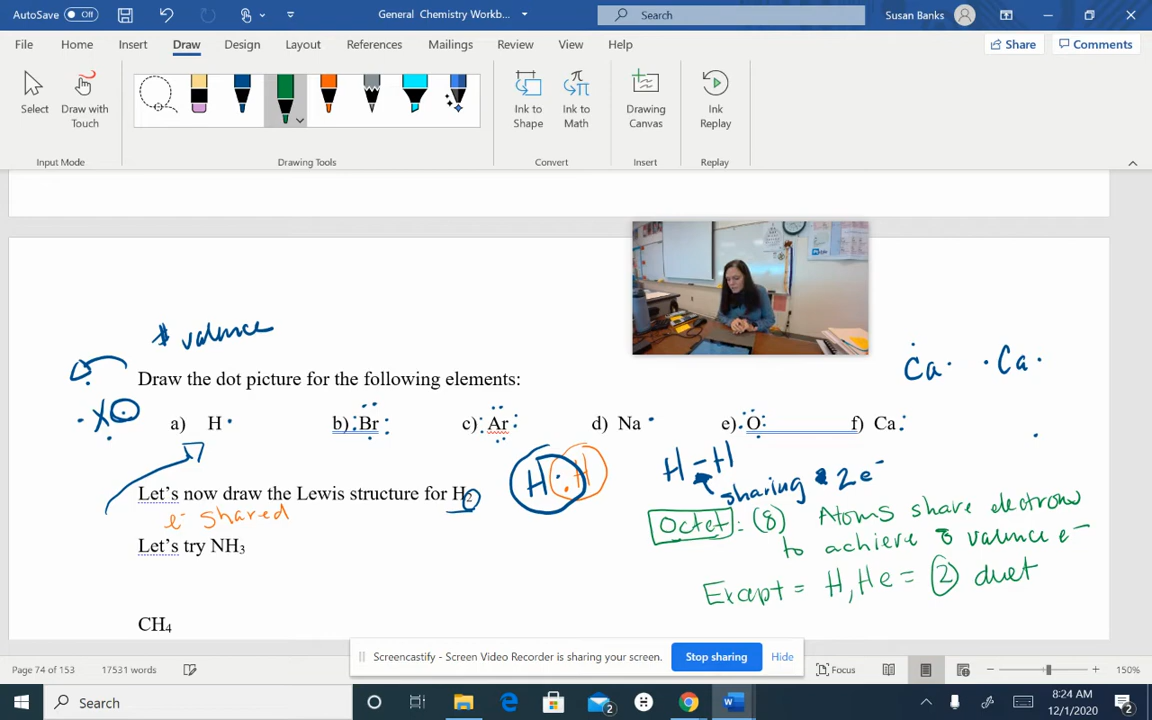 AutoSave Off
General Chemistry Workb...
Search
Susan Banks
File Home Insert Draw Design Layout References Mailings Review View Help
Share Comments
Select
Draw with Touch
Ink to Shape
Ink to Math
Drawing Canvas
Ink Replay
Input Mode
Drawing Tools
Convert
Insert
Replay
# valence
Ca Ca
Draw the dot picture for the following elements:
X
a) H b) Br c) Ar d) Na e) O f) Ca
H H
H - H
sharing 2 e⁻
Let's now draw the Lewis structure for H₂
e⁻ shared
Octet = (8) Atoms share electrons
to achieve 8 valence e⁻
Let's try NH₃
Except = H, He = 2 duet
CH₄
Screencastify - Screen Video Recorder is sharing your screen. Stop sharing Hide
Page 74 of 153 17531 words
Focus
150%
Search
2
8:24 AM
12/1/2020
2